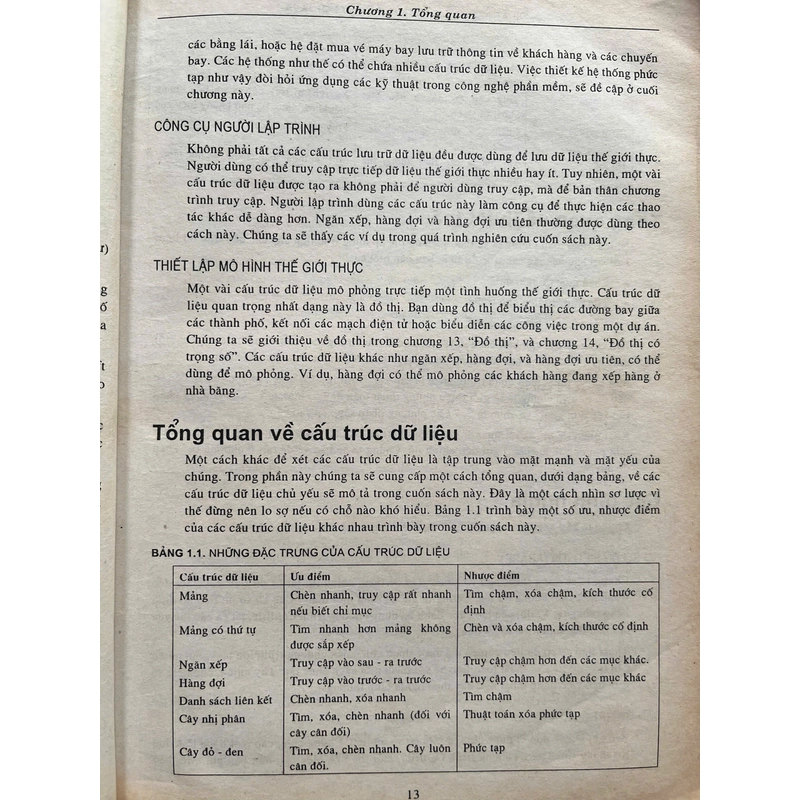 Chương 1. Tổng quan
các bằng lái, hoặc hệ đặt mua vé máy bay lưu trữ thông tin về khách hàng và các chuyến
bay. Các hệ thống như thế có thể chứa nhiều cấu trúc dữ liệu. Việc thiết kế hệ thống phức
tạp như vậy đòi hỏi ứng dụng các kỹ thuật trong công nghệ phần mềm, sẽ đề cập ở cuối
chương này.
CÔNG CỤ NGƯỜI LẬP TRÌNH
Không phải tất cả các cấu trúc lưu trữ dữ liệu đều được dùng để lưu dữ liệu thế giới thực.
Người dùng có thể truy cập trực tiếp dữ liệu thế giới thực nhiều hay ít. Tuy nhiên, một vài
cấu trúc dữ liệu được tạo ra không phải để người dùng truy cập, mà để bản thân chương
trình truy cập. Người lập trình dùng các cấu trúc này làm công cụ để thực hiện các thao
tác khác dễ dàng hơn. Ngăn xếp, hàng đợi và hàng đợi ưu tiên thường được dùng theo
cách này. Chúng ta sẽ thấy các ví dụ trong quá trình nghiên cứu cuốn sách này.
THIẾT LẬP MÔ HÌNH THẾ GIỚI THỰC
Một vài cấu trúc dữ liệu mô phỏng trực tiếp một tình huống thế giới thực. Cấu trúc dữ
liệu quan trọng nhất dạng này là đồ thị. Bạn dùng đồ thị để biểu thị các đường bay giữa
các thành phố, kết nối các mạch điện tử hoặc biểu diễn các công việc trong một dự án.
Chúng ta sẽ giới thiệu về đồ thị trong chương 13, “Đồ thị”, và chương 14, “Đồ thị có
trọng số”. Các cấu trúc dữ liệu khác như ngăn xếp, hàng đợi, và hàng đợi ưu tiên, có thể
dùng để mô phỏng. Ví dụ, hàng đợi có thể mô phỏng các khách hàng đang xếp hàng ở
nhà băng.
Tổng quan về cấu trúc dữ liệu
Một cách khác để xét các cấu trúc dữ liệu là tập trung vào mặt mạnh và mặt yếu của
chúng. Trong phần này chúng ta sẽ cung cấp một cách tổng quan, dưới dạng bảng, về các
cấu trúc dữ liệu chủ yếu sẽ mô tả trong cuốn sách này. Đây là một cách nhìn sơ lược vì
thế đừng nên lo sợ nếu có chỗ nào khó hiểu. Bảng 1.1 trình bày một số ưu, nhược điểm
của các cấu trúc dữ liệu khác nhau trình bày trong cuốn sách này.
BẢNG 1.1. NHỮNG ĐẶC TRƯNG CỦA CẤU TRÚC DỮ LIỆU
Cấu trúc dữ liệu Ưu điểm Nhược điểm
Mảng Chèn nhanh, truy cập rất nhanh Tìm chậm, xóa chậm, kích thước cố
nếu biết chỉ mục định
Mảng có thứ tự Tìm nhanh hơn mảng không Chèn và xóa chậm, kích thước cố định
được sắp xếp
Ngăn xếp Truy cập vào sau - ra trước Truy cập chậm hơn đến các mục khác.
Hàng đợi Truy cập vào trước - ra trước Truy cập chậm hơn đến các mục khác
Danh sách liên kết Chèn nhanh, xóa nhanh Tìm chậm
Cây nhị phân Tìm, xóa, chèn nhanh (đối với Thuật toán xóa phức tạp
cây cân đối)
Cây đỏ - đen Tìm, xóa, chèn nhanh. Cây luôn Phức tạp
cân đối.
13